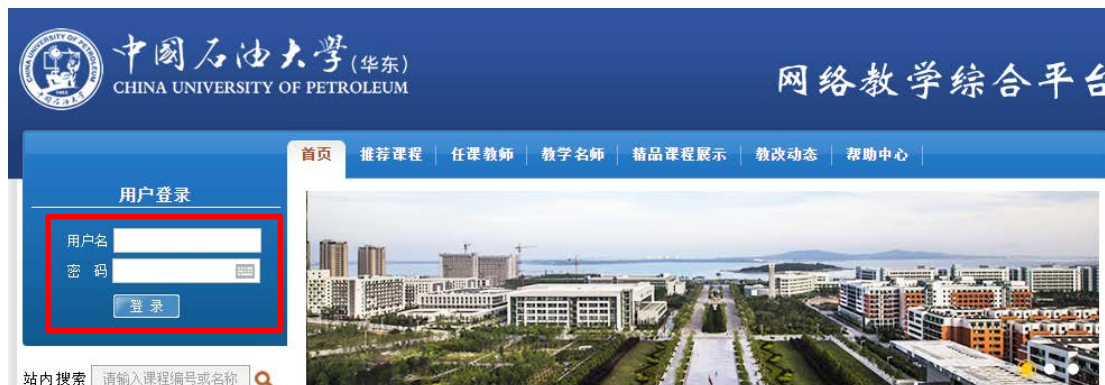 中國石油大學(华东)
CHINA UNIVERSITY OF PETROLEUM
网络教学综合平台
首页 推荐课程 任课教师 教学名师 精品课程展示 教改动态 帮助中心
用户登录
用户名
密 码
登 录
站内搜索 请输入课程编号或名称